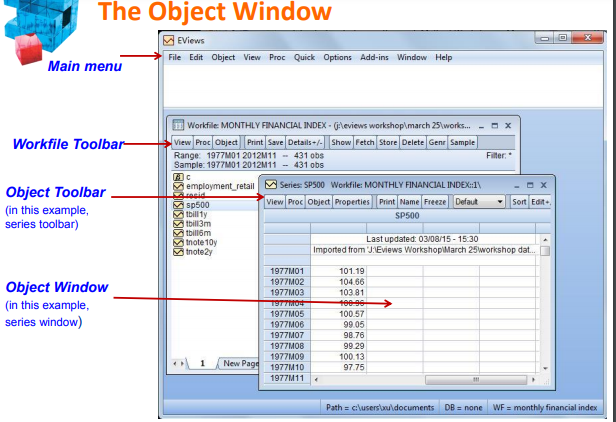 The Object Window
EViews
Main menu
File Edit Object View Proc Quick Options Add-ins Window Help
Workfile: MONTHLY FINANCIAL INDEX - (j:\eviews workshop\march 25\works...
Workfile Toolbar
View Proc Object Print Save Details+/- Show Fetch Store Delete Genr Sample
Range: 1977M01 2012M11 -- 431 obs Filter: *
Sample: 1977M01 2012M11 -- 431 obs
c
employment_retail
resid
sp500
tbill1y
tbill3m
tbill6m
tnote10y
tnote2y
1 New Page
Object Toolbar
(in this example,
series toolbar)
Series: SP500 Workfile: MONTHLY FINANCIAL INDEX::1\
View Proc Object Properties Print Name Freeze Default Sort Edit+
SP500
Last updated: 03/08/15 - 15:30
Imported from 'J:\Eviews Workshop\March 25\workshop dat...
Object Window
(in this example,
series window)
1977M01 101.19
1977M02 104.66
1977M03 103.81
1977M04
1977M05 100.57
1977M06 99.05
1977M07 98.76
1977M08 99.29
1977M09 100.13
1977M10 97.75
1977M11
Path = c:\users\xu\documents DB = none WF = monthly financial index